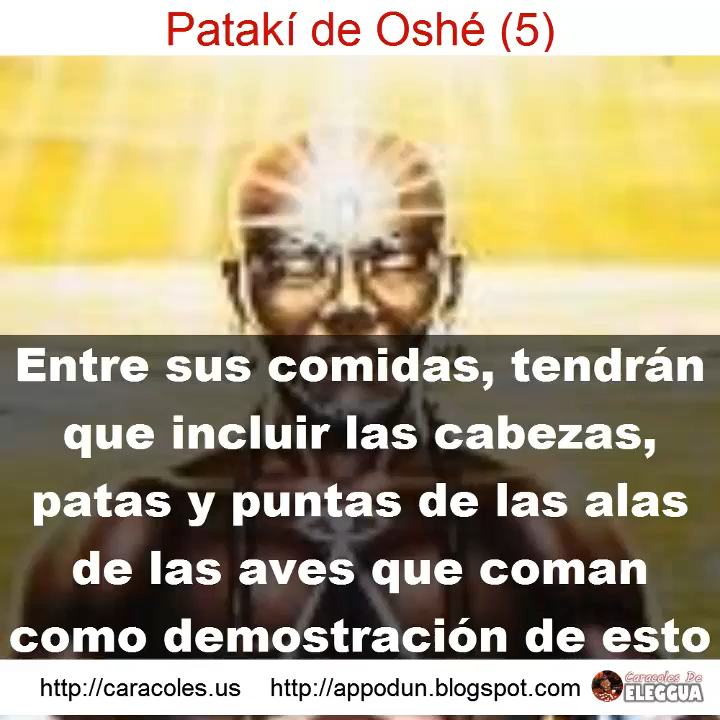 Patakí de Oshé (5)
Entre sus comidas, tendrán
que incluir las cabezas,
patas y puntas de las alas
de las aves que coman
como demostración de esto
http://caracoles.us http://appodun.blogspot.com Caracoles De
ELEGGUA